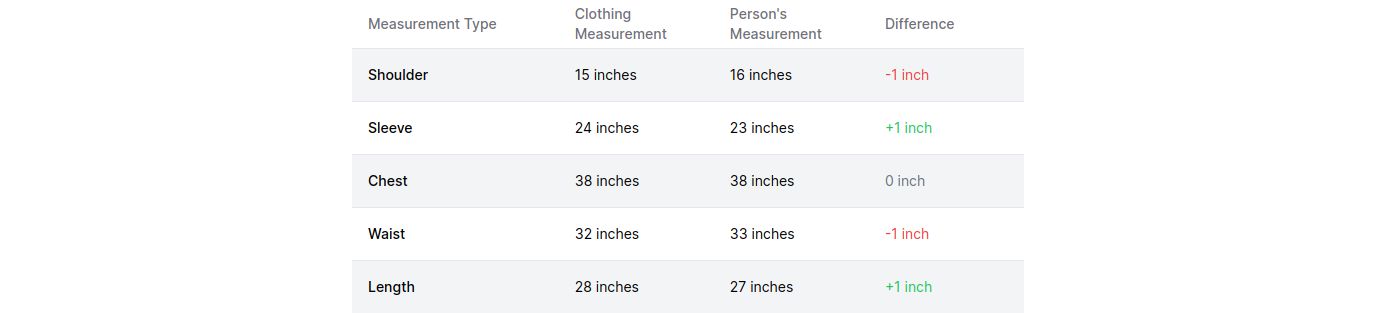 Measurement Type Clothing Measurement Person's Measurement Difference
Shoulder 15 inches 16 inches -1 inch
Sleeve 24 inches 23 inches +1 inch
Chest 38 inches 38 inches 0 inch
Waist 32 inches 33 inches -1 inch
Length 28 inches 27 inches +1 inch